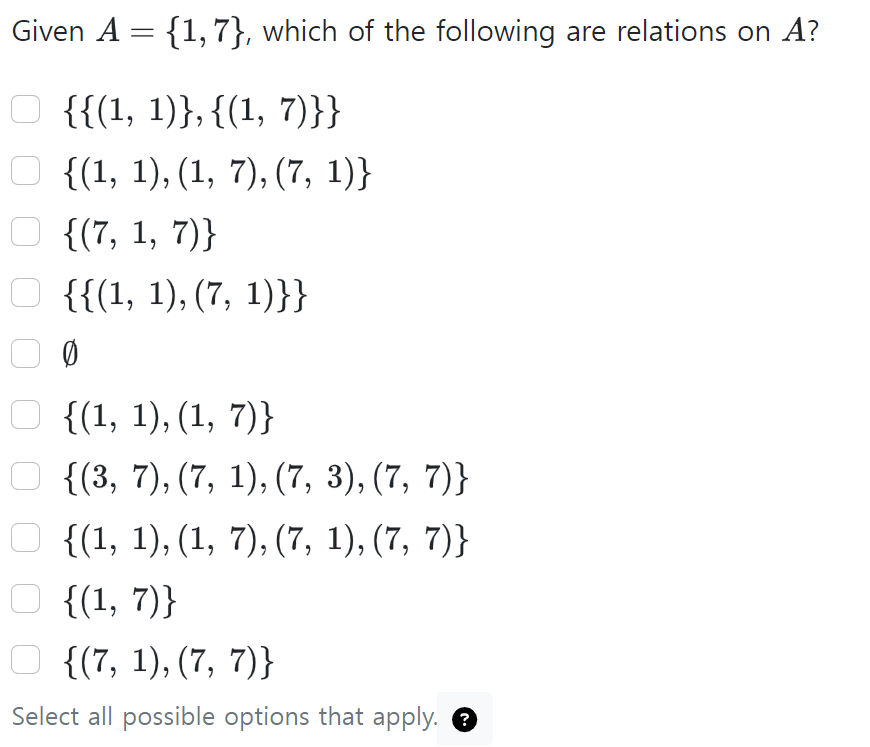 Given A = {1, 7}, which of the following are relations on A?
{{(1, 1)}, {(1, 7)}}
{(1, 1), (1, 7), (7, 1)}
{(7, 1, 7)}
{{(1, 1), (7, 1)}}
∅
{(1, 1), (1, 7)}
{(3, 7), (7, 1), (7, 3), (7, 7)}
{(1, 1), (1, 7), (7, 1), (7, 7)}
{(1, 7)}
{(7, 1), (7, 7)}
Select all possible options that apply. ?